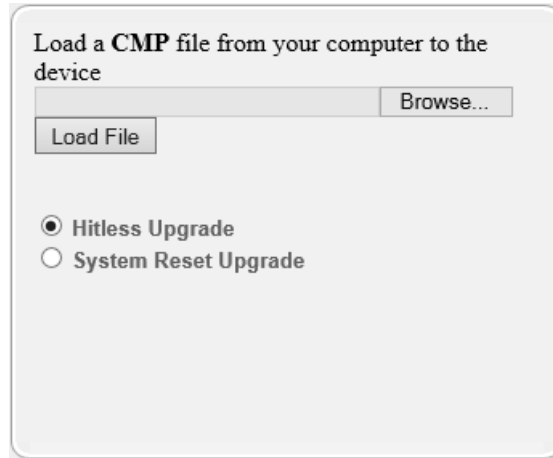 Load a CMP file from your computer to the
device
Browse...
Load File
Hitless Upgrade
System Reset Upgrade